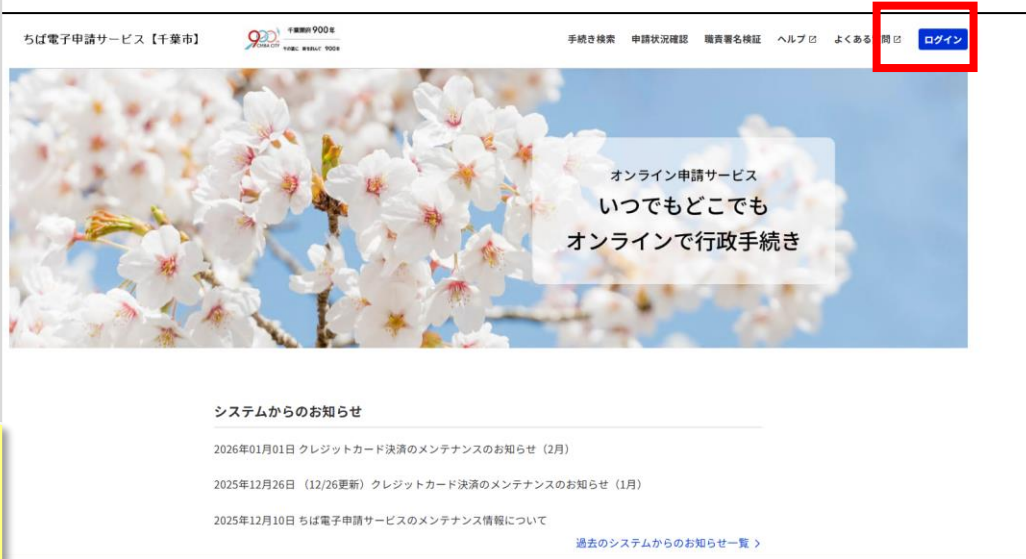 ちば電子申請サービス【千葉市】
900
CHIBA CITY
千葉開府900年
手続き検索 申請状況確認 職責署名検証 ヘルプ よくある 問 ログイン
オンライン申請サービス
いつでもどこでも
オンラインで行政手続き
システムからのお知らせ
2026年01月01日 クレジットカード決済のメンテナンスのお知らせ（2月）
2025年12月26日 （12/26更新）クレジットカード決済のメンテナンスのお知らせ（1月）
2025年12月10日 ちば電子申請サービスのメンテナンス情報について
過去のシステムからのお知らせ一覧